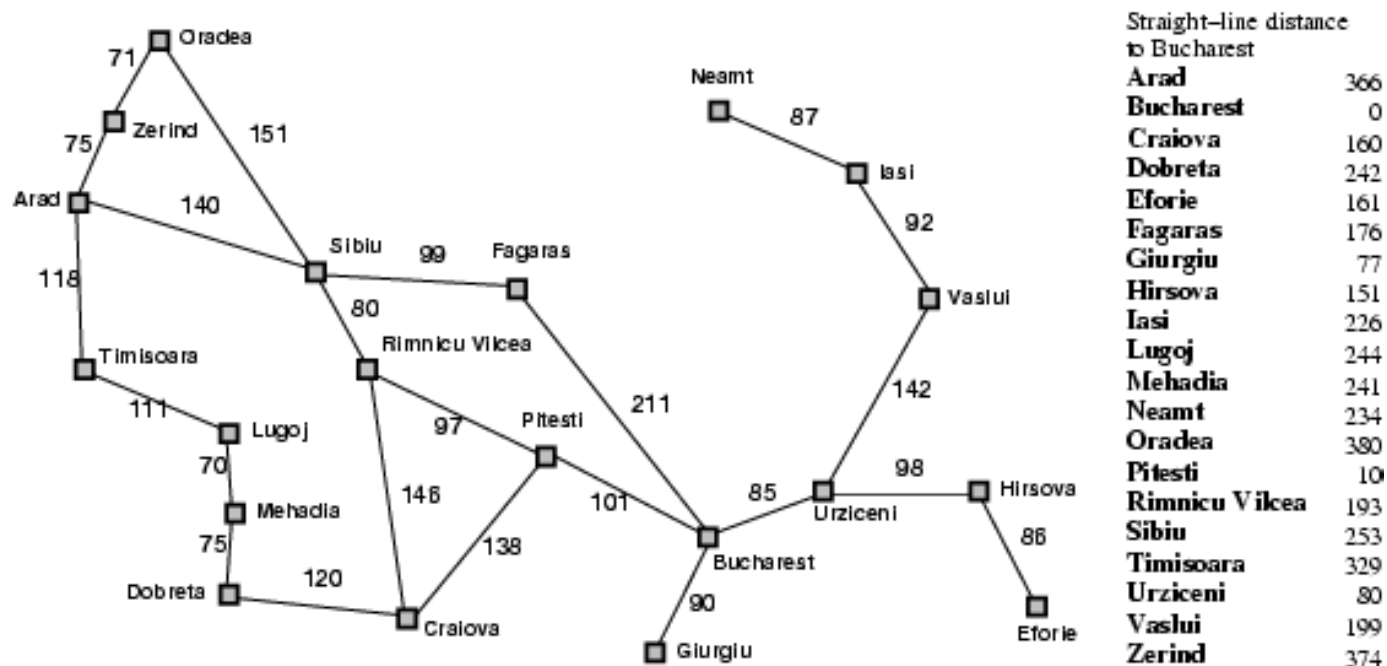 Oradea
71
Neamt
87
Zerind
151
75
Iasi
Arad
140
92
Sibiu
Fagaras
99
118
Vaslui
80
Rimnicu Vilcea
Timisoara
142
211
111
Pitesti
Lugoj
97
70
98
Hirsova
146
85
101
Urziceni
Mehadia
86
138
75
Bucharest
120
Dobreta
90
Craiova
Eforie
Giurgiu
Straight–line distance
to Bucharest
Arad 366
Bucharest 0
Craiova 160
Dobreta 242
Eforie 161
Fagaras 176
Giurgiu 77
Hirsova 151
Iasi 226
Lugoj 244
Mehadia 241
Neamt 234
Oradea 380
Pitesti 10
Rimnicu Vilcea 193
Sibiu 253
Timisoara 329
Urziceni 80
Vaslui 199
Zerind 374